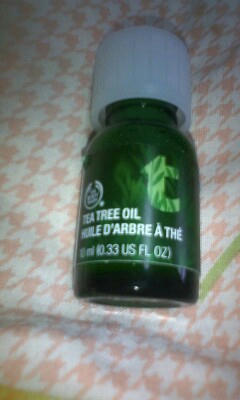 TEA TREE OIL
HUILE D'ARBRE À THÉ
10 ml (0.33 US FL OZ)